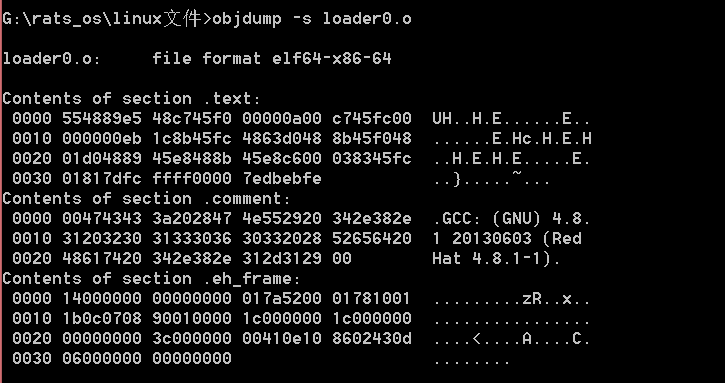 G:\rats_os\linux文件>objdump -s loader0.o
loader0.o:     file format elf64-x86-64
Contents of section .text:
 0000 554889e5 48c745f0 00000a00 c745fc00  UH..H.E......E..
 0010 000000eb 1c8b45fc 4863d048 8b45f048  ......E.Hc.H.E.H
 0020 01d04889 45e8488b 45e8c600 038345fc  ..H.E.H.E.....E.
 0030 01817dfc ffff0000 7edbebfe           ..}.....~...
Contents of section .comment:
 0000 00474343 3a202847 4e552920 342e382e  .GCC: (GNU) 4.8.
 0010 31203230 31333036 30332028 52656420  1 20130603 (Red
 0020 48617420 342e382e 312d3129 00        Hat 4.8.1-1).
Contents of section .eh_frame:
 0000 14000000 00000000 017a5200 01781001  .........zR..x..
 0010 1b0c0708 90010000 1c000000 1c000000  ................
 0020 00000000 3c000000 00410e10 8602430d  ....<....A....C.
 0030 06000000 00000000                    ........